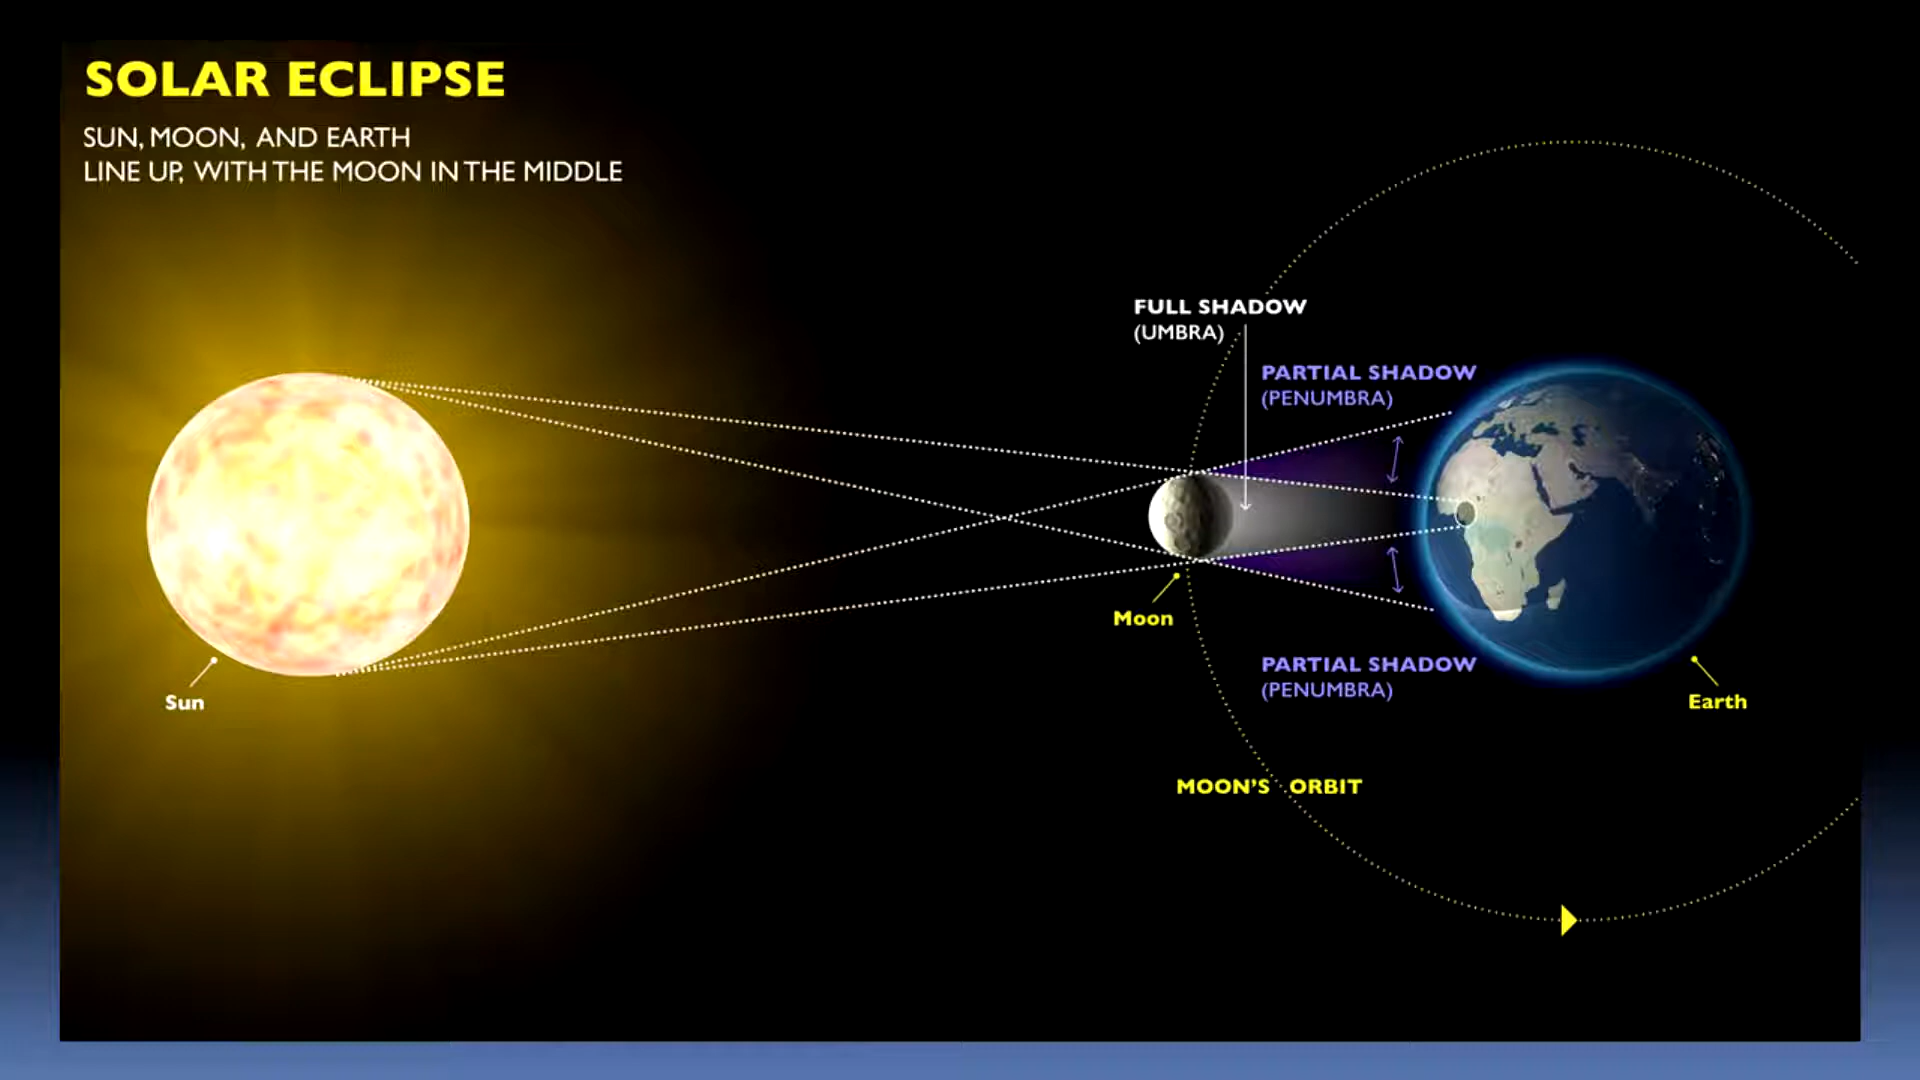 SOLAR ECLIPSE
SUN, MOON, AND EARTH
LINE UP, WITH THE MOON IN THE MIDDLE
FULL SHADOW
(UMBRA)
PARTIAL SHADOW
(PENUMBRA)
Moon
PARTIAL SHADOW
(PENUMBRA)
Sun
Earth
MOON'S ORBIT